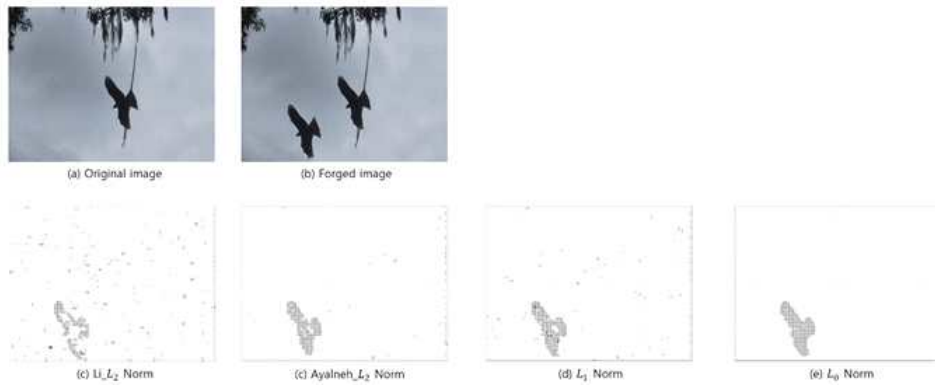 (a) Original image
(b) Forged image
(c) Li_L₂ Norm
(c) Ayalneh_L₂ Norm
(d) L₁ Norm
(e) L₀ Norm